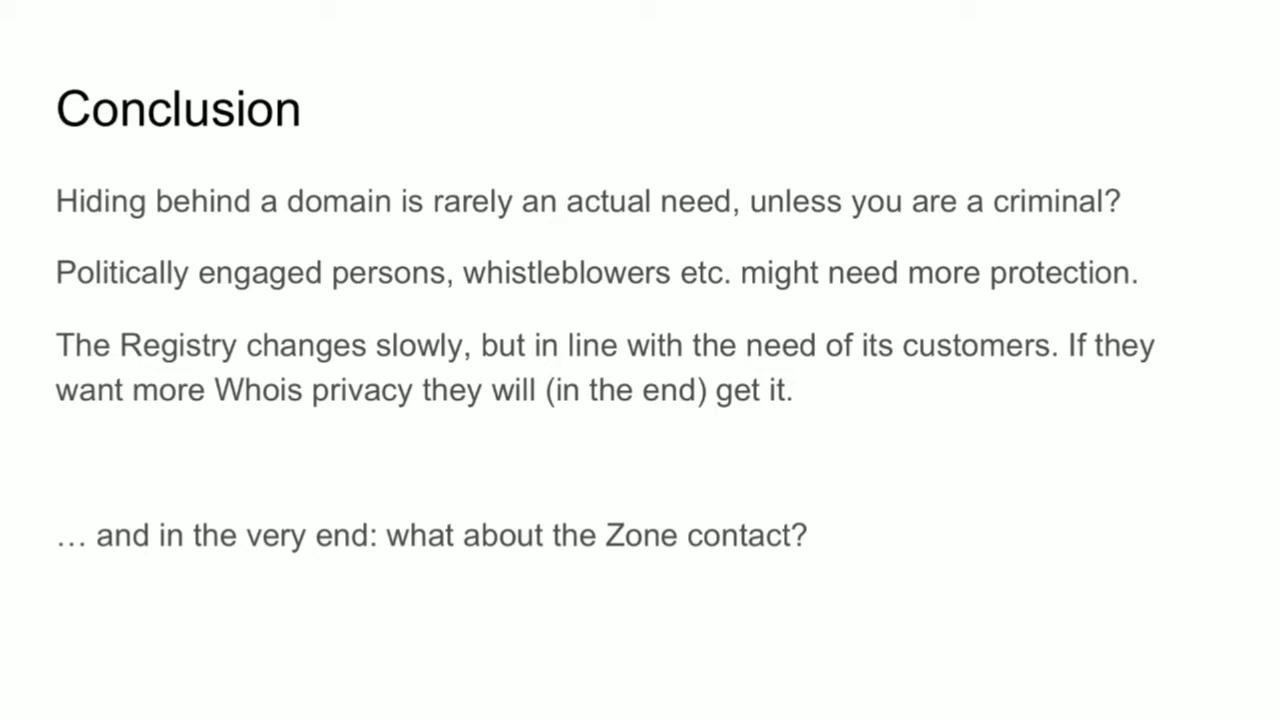 Conclusion
Hiding behind a domain is rarely an actual need, unless you are a criminal?
Politically engaged persons, whistleblowers etc. might need more protection.
The Registry changes slowly, but in line with the need of its customers. If they
want more Whois privacy they will (in the end) get it.
… and in the very end: what about the Zone contact?